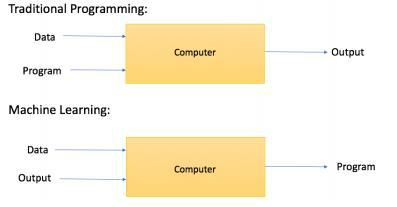 Traditional Programming:
Data
Program
Computer
Output
Machine Learning:
Data
Output
Computer
Program